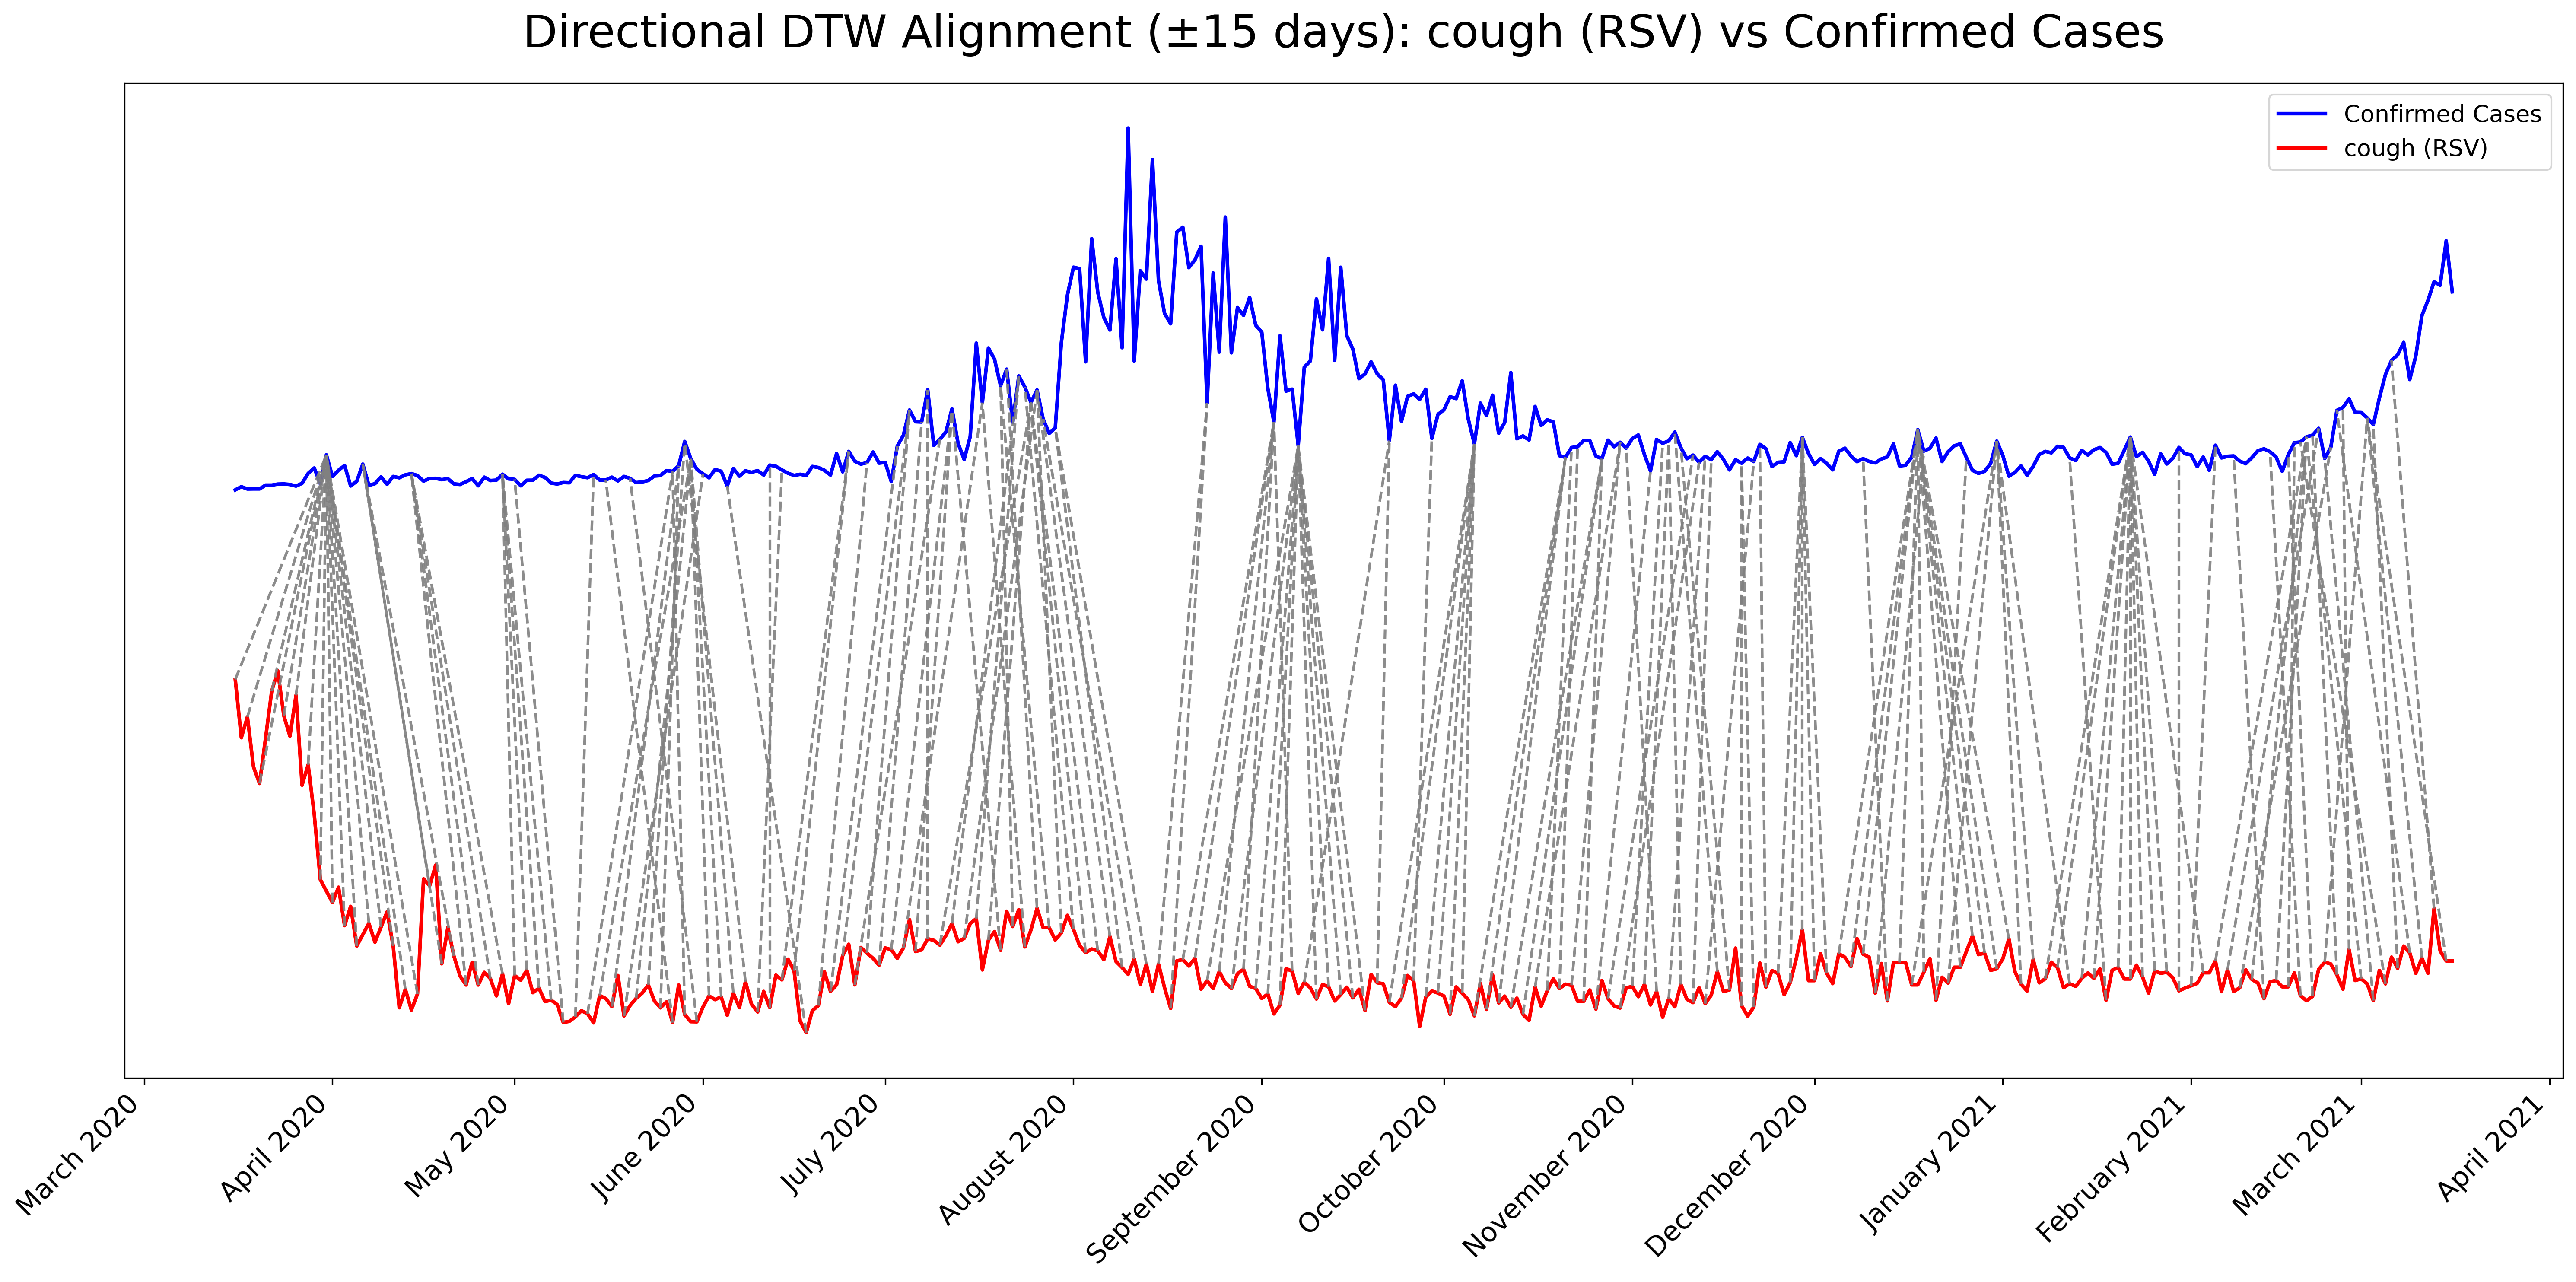 Directional DTW Alignment (±15 days): cough (RSV) vs Confirmed Cases
Confirmed Cases
cough (RSV)
March 2020
April 2020
May 2020
June 2020
July 2020
August 2020
September 2020
October 2020
November 2020
December 2020
January 2021
February 2021
March 2021
April 2021